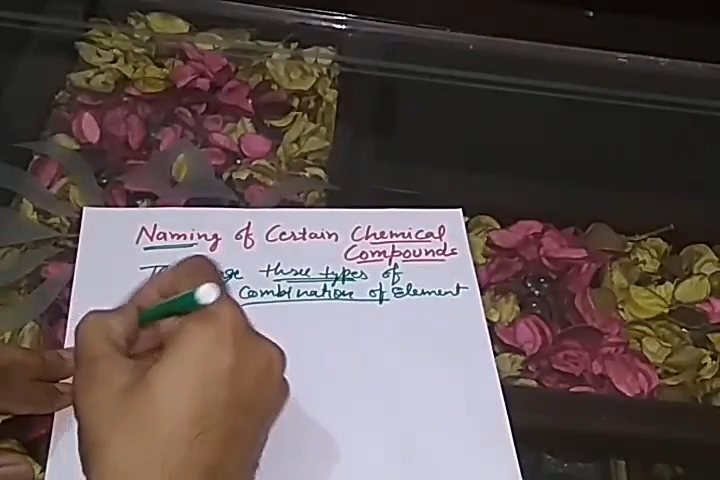 Naming of Certain Chemical
Compounds
three types of
combination of Element